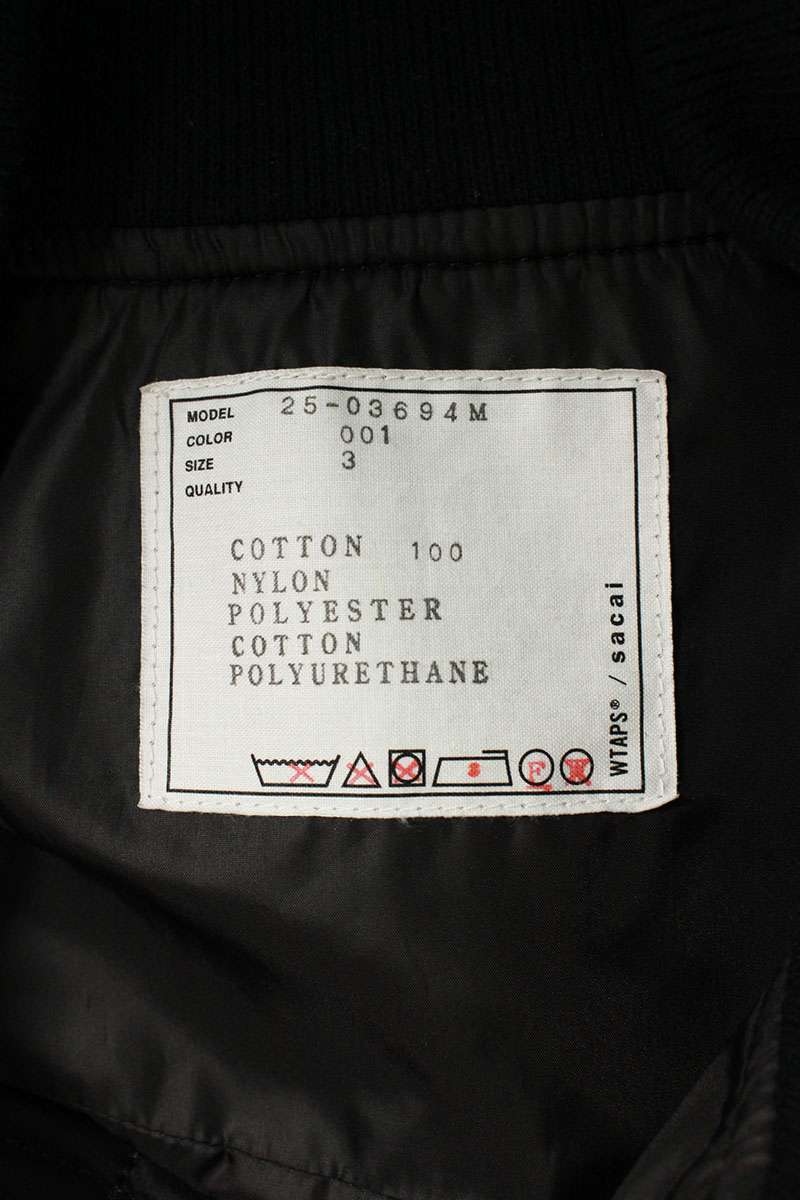 MODEL 25-03694M
COLOR 001
SIZE 3
QUALITY
COTTON 100
NYLON
POLYESTER
COTTON
POLYURETHANE
WTAPS® / sacai
F
W